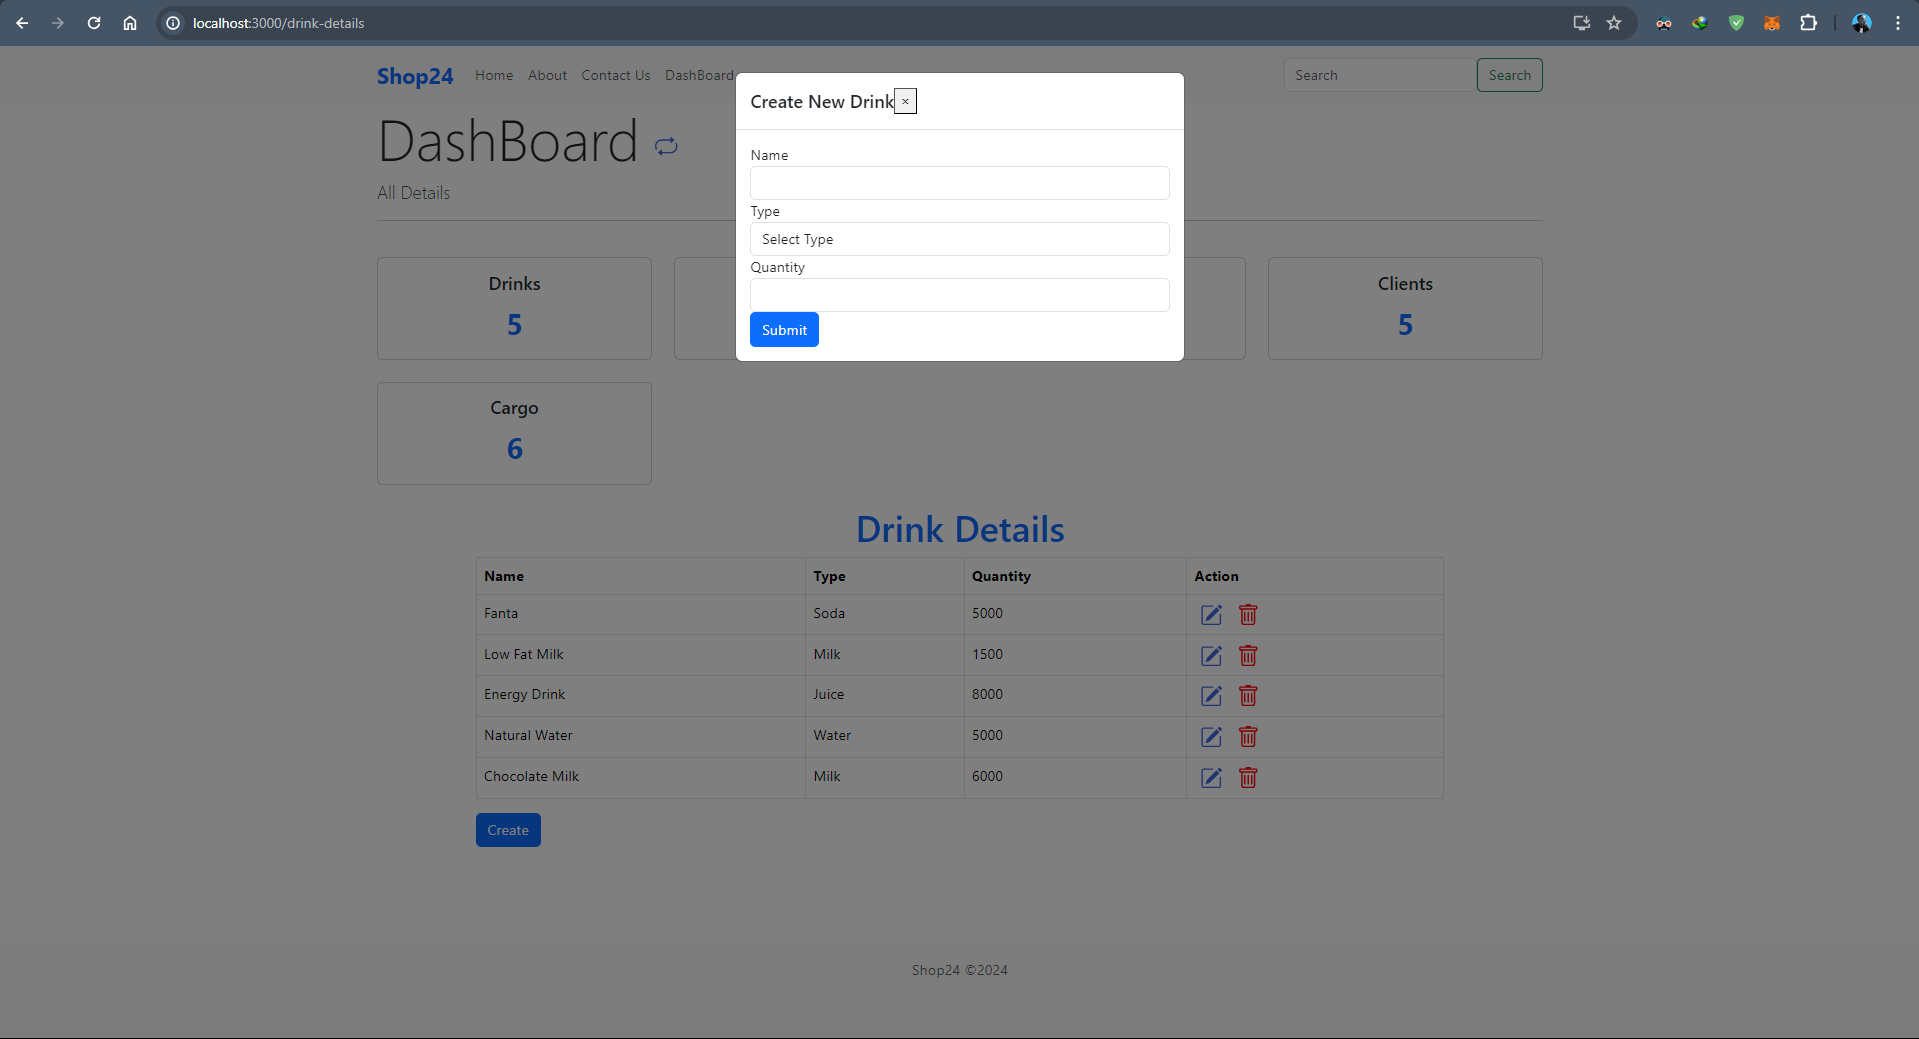 localhost:3000/drink-details
Shop24 Home About Contact Us DashBoard Search Search
Create New Drink ×
Name
Type
Select Type
Quantity
Submit
DashBoard
All Details
Drinks
5
Clients
5
Cargo
6
Drink Details
Name Type Quantity Action
Fanta Soda 5000
Low Fat Milk Milk 1500
Energy Drink Juice 8000
Natural Water Water 5000
Chocolate Milk Milk 6000
Create
Shop24 ©2024